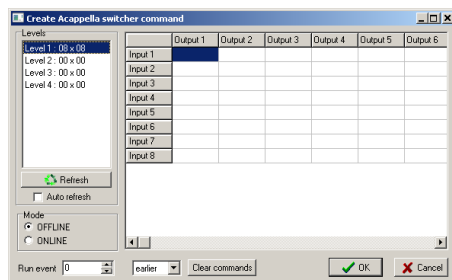 Create Acappella switcher command
Levels
Level 1 : 08 x 08
Level 2 : 00 x 00
Level 3 : 00 x 00
Level 4 : 00 x 00
Refresh
Auto refresh
Mode
OFFLINE
ONLINE
Output 1 Output 2 Output 3 Output 4 Output 5 Output 6
Input 1
Input 2
Input 3
Input 4
Input 5
Input 6
Input 7
Input 8
Run event 0 earlier Clear commands OK Cancel